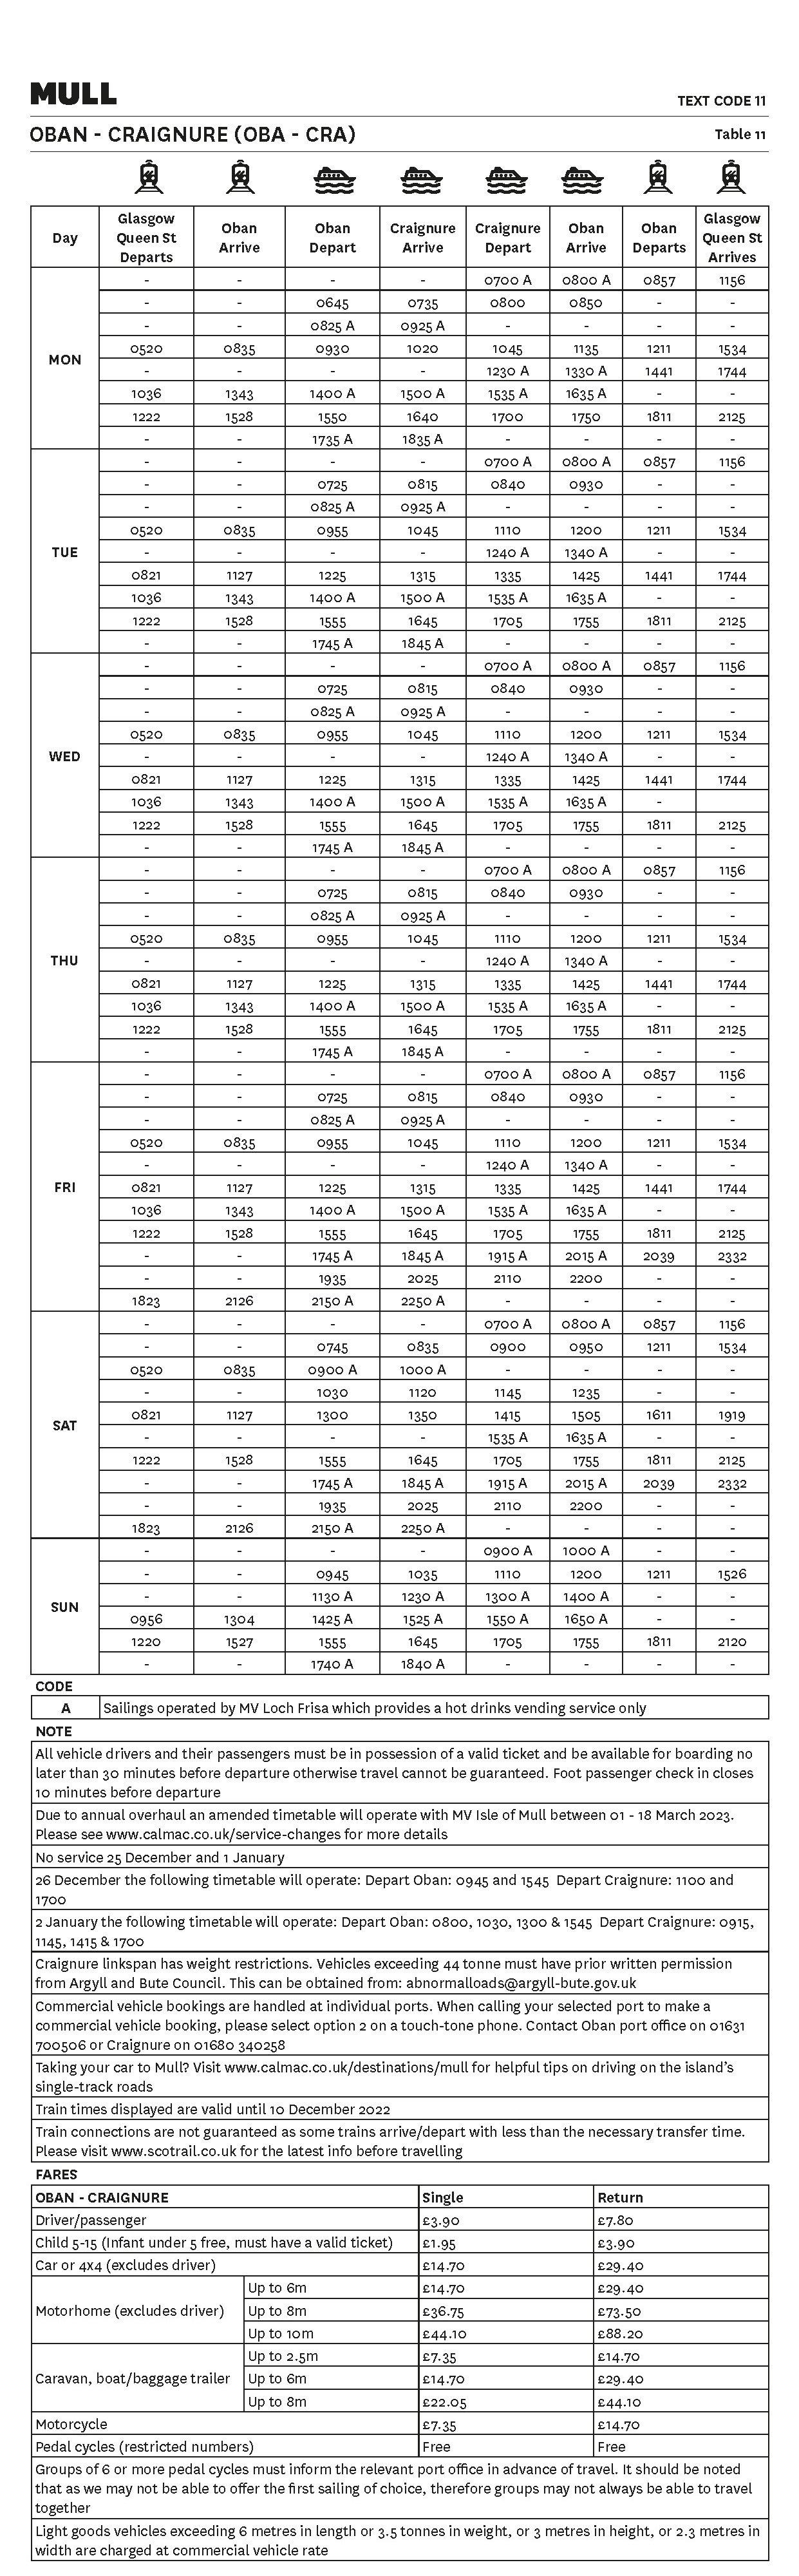 MULL
TEXT CODE 11
OBAN - CRAIGNURE (OBA - CRA)
Table 11
Day | Glasgow Queen St Departs | Oban Arrive | Oban Depart | Craignure Arrive | Craignure Depart | Oban Arrive | Oban Departs | Glasgow Queen St Arrives
MON
- - - - 0700 A 0800 A 0857 1156
- - 0645 0735 0800 0850 - -
- - 0825 A 0925 A - - - -
0520 0835 0930 1020 1045 1135 1211 1534
- - - - 1230 A 1330 A 1441 1744
1036 1343 1400 A 1500 A 1535 A 1635 A - -
1222 1528 1550 1640 1700 1750 1811 2125
- - 1735 A 1835 A - - - -
TUE
- - - - 0700 A 0800 A 0857 1156
- - 0725 0815 0840 0930 - -
- - 0825 A 0925 A - - - -
0520 0835 0955 1045 1110 1200 1211 1534
- - - - 1240 A 1340 A - -
0821 1127 1225 1315 1335 1425 1441 1744
1036 1343 1400 A 1500 A 1535 A 1635 A - -
1222 1528 1555 1645 1705 1755 1811 2125
- - 1745 A 1845 A - - - -
WED
- - - - 0700 A 0800 A 0857 1156
- - 0725 0815 0840 0930 - -
- - 0825 A 0925 A - - - -
0520 0835 0955 1045 1110 1200 1211 1534
- - - - 1240 A 1340 A - -
0821 1127 1225 1315 1335 1425 1441 1744
1036 1343 1400 A 1500 A 1535 A 1635 A -
1222 1528 1555 1645 1705 1755 1811 2125
- - 1745 A 1845 A - - - -
THU
- - - - 0700 A 0800 A 0857 1156
- - 0725 0815 0840 0930 - -
- - 0825 A 0925 A - - - -
0520 0835 0955 1045 1110 1200 1211 1534
- - - - 1240 A 1340 A - -
0821 1127 1225 1315 1335 1425 1441 1744
1036 1343 1400 A 1500 A 1535 A 1635 A - -
1222 1528 1555 1645 1705 1755 1811 2125
- - 1745 A 1845 A - - - -
FRI
- - - - 0700 A 0800 A 0857 1156
- - 0725 0815 0840 0930 - -
- - 0825 A 0925 A - - - -
0520 0835 0955 1045 1110 1200 1211 1534
- - - - 1240 A 1340 A - -
0821 1127 1225 1315 1335 1425 1441 1744
1036 1343 1400 A 1500 A 1535 A 1635 A - -
1222 1528 1555 1645 1705 1755 1811 2125
- - 1745 A 1845 A 1915 A 2015 A 2039 2332
- - 1935 2025 2110 2200 - -
1823 2126 2150 A 2250 A - - - -
SAT
- - - - 0700 A 0800 A 0857 1156
- - 0745 0835 0900 0950 1211 1534
0520 0835 0900 A 1000 A - - - -
- - 1030 1120 1145 1235 - -
0821 1127 1300 1350 1415 1505 1611 1919
- - - - 1535 A 1635 A - -
1222 1528 1555 1645 1705 1755 1811 2125
- - 1745 A 1845 A 1915 A 2015 A 2039 2332
- - 1935 2025 2110 2200 - -
1823 2126 2150 A 2250 A - - - -
SUN
- - - - 0900 A 1000 A - -
- - 0945 1035 1110 1200 1211 1526
- - 1130 A 1230 A 1300 A 1400 A - -
0956 1304 1425 A 1525 A 1550 A 1650 A - -
1220 1527 1555 1645 1705 1755 1811 2120
- - 1740 A 1840 A - - - -
CODE
A Sailings operated by MV Loch Frisa which provides a hot drinks vending service only
NOTE
All vehicle drivers and their passengers must be in possession of a valid ticket and be available for boarding no
later than 30 minutes before departure otherwise travel cannot be guaranteed. Foot passenger check in closes
10 minutes before departure
Due to annual overhaul an amended timetable will operate with MV Isle of Mull between 01 - 18 March 2023.
Please see www.calmac.co.uk/service-changes for more details
No service 25 December and 1 January
26 December the following timetable will operate: Depart Oban: 0945 and 1545 Depart Craignure: 1100 and
1700
2 January the following timetable will operate: Depart Oban: 0800, 1030, 1300 & 1545 Depart Craignure: 0915,
1145, 1415 & 1700
Craignure linkspan has weight restrictions. Vehicles exceeding 44 tonne must have prior written permission
from Argyll and Bute Council. This can be obtained from: abnormalloads@argyll-bute.gov.uk
Commercial vehicle bookings are handled at individual ports. When calling your selected port to make a
commercial vehicle booking, please select option 2 on a touch-tone phone. Contact Oban port office on 01631
700506 or Craignure on 01680 340258
Taking your car to Mull? Visit www.calmac.co.uk/destinations/mull for helpful tips on driving on the island's
single-track roads
Train times displayed are valid until 10 December 2022
Train connections are not guaranteed as some trains arrive/depart with less than the necessary transfer time.
Please visit www.scotrail.co.uk for the latest info before travelling
FARES
OBAN - CRAIGNURE Single Return
Driver/passenger £3.90 £7.80
Child 5-15 (Infant under 5 free, must have a valid ticket) £1.95 £3.90
Car or 4x4 (excludes driver) £14.70 £29.40
Motorhome (excludes driver)
Up to 6m £14.70 £29.40
Up to 8m £36.75 £73.50
Up to 10m £44.10 £88.20
Caravan, boat/baggage trailer
Up to 2.5m £7.35 £14.70
Up to 6m £14.70 £29.40
Up to 8m £22.05 £44.10
Motorcycle £7.35 £14.70
Pedal cycles (restricted numbers) Free Free
Groups of 6 or more pedal cycles must inform the relevant port office in advance of travel. It should be noted
that as we may not be able to offer the first sailing of choice, therefore groups may not always be able to travel
together
Light goods vehicles exceeding 6 metres in length or 3.5 tonnes in weight, or 3 metres in height, or 2.3 metres in
width are charged at commercial vehicle rate